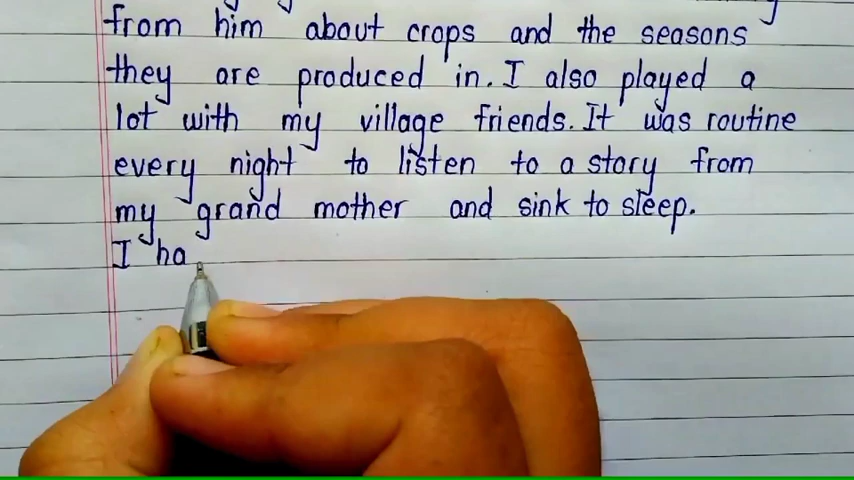 from him about crops and the seasons
they are produced in. I also played a
lot with my village friends. It was routine
every night to listen to a story from
my grand mother and sink to sleep.
I ha